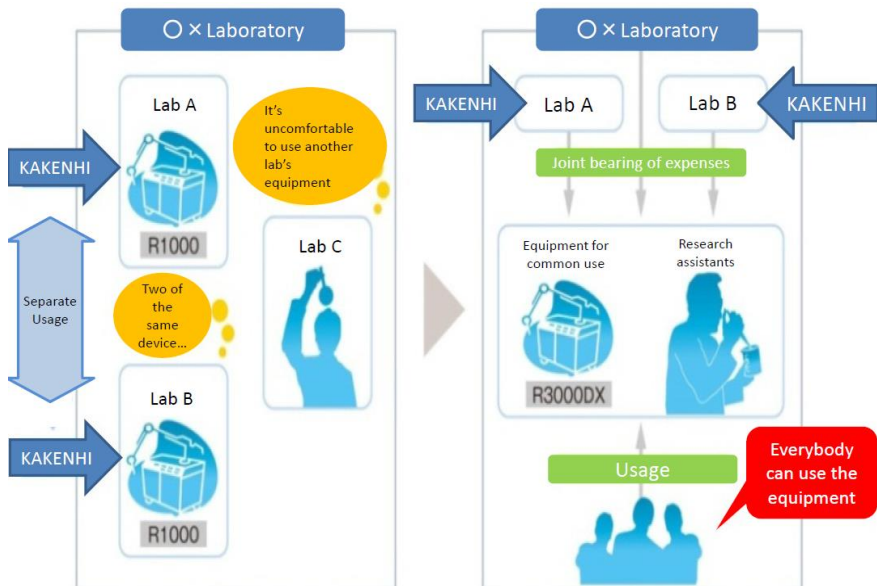 〇×Laboratory
Lab A
It's
uncomfortable
to use another
lab's
equipment
KAKENHI
R1000
Lab C
Separate
Usage
Two of
the
same
device...
Lab B
KAKENHI
R1000
〇×Laboratory
KAKENHI
Lab A
Lab B
KAKENHI
Joint bearing of expenses
Equipment for
common use
Research
assistants
R3000DX
Usage
Everybody
can use the
equipment